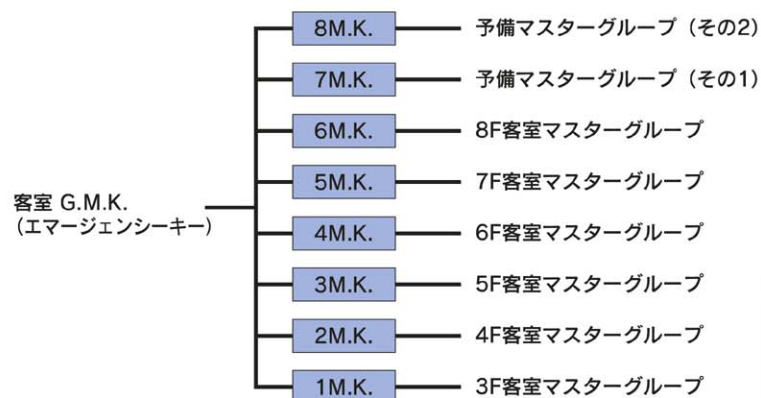 8M.K. 予備マスターグループ（その2）
7M.K. 予備マスターグループ（その1）
6M.K. 8F客室マスターグループ
5M.K. 7F客室マスターグループ
客室 G.M.K.
（エマージェンシーキー）
4M.K. 6F客室マスターグループ
3M.K. 5F客室マスターグループ
2M.K. 4F客室マスターグループ
1M.K. 3F客室マスターグループ